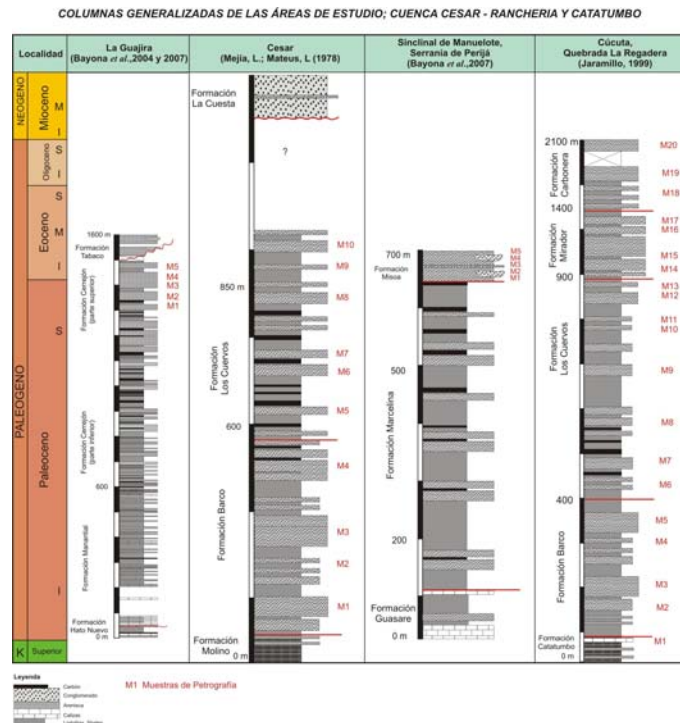 COLUMNAS GENERALIZADAS DE LAS ÁREAS DE ESTUDIO; CUENCA CESAR - RANCHERIA Y CATATUMBO
Localidad
La Guajira
(Bayona et al.,2004 y 2007)
Cesar
(Mejía, L.; Mateus, L (1978)
Sinclinal de Manuelote,
Serrania de Perijá
(Bayona et al.,2007)
Cúcuta,
Quebrada La Regadera
(Jaramillo, 1999)
NEOGENO
Mioceno
M
I
PALEOGENO
Oligoceno
S
I
Eoceno
S
M
I
Paleoceno
S
I
K
Superior
1600 m
Formación
Tabaco
Formación Cerrejón
(parte superior)
M5
M4
M3
M2
M1
Formación Cerrejón
(parte inferior)
600
Formación Manantial
Formación
Hato Nuevo
0 m
Formación
La Cuesta
?
M10
M9
850 m
M8
Formación
Los Cuervos
M7
M6
M5
600
M4
Formación Barco
M3
M2
M1
Formación
Molino
0 m
700 m
Formación
Misoa
M5
M4
M3
M2
M1
500
Formación Marcelina
200
Formación
Guasare
0 m
2100 m
M20
Formación
Carbonera
M19
M18
1400
M17
M16
Formación
Mirador
M15
M14
900
M13
M12
M11
M10
Formación
Los Cuervos
M9
M8
M7
M6
400
M5
M4
Formación Barco
M3
M2
M1
Formación
Catatumbo
0 m
Leyenda
Carbón
Conglomerado
Arenisca
Calizas
M1 Muestras de Petrografía